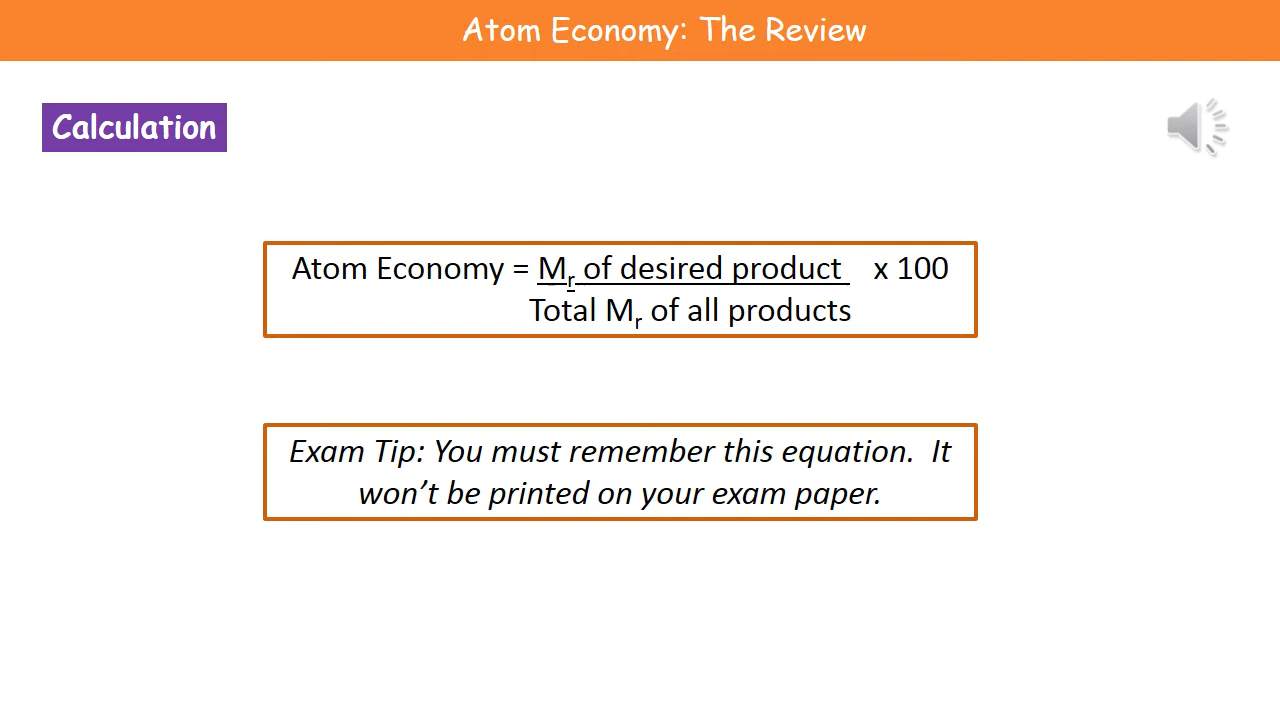 Atom Economy: The Review
Calculation
Atom Economy = Mr of desired product x 100
Total Mr of all products
Exam Tip: You must remember this equation. It
won’t be printed on your exam paper.